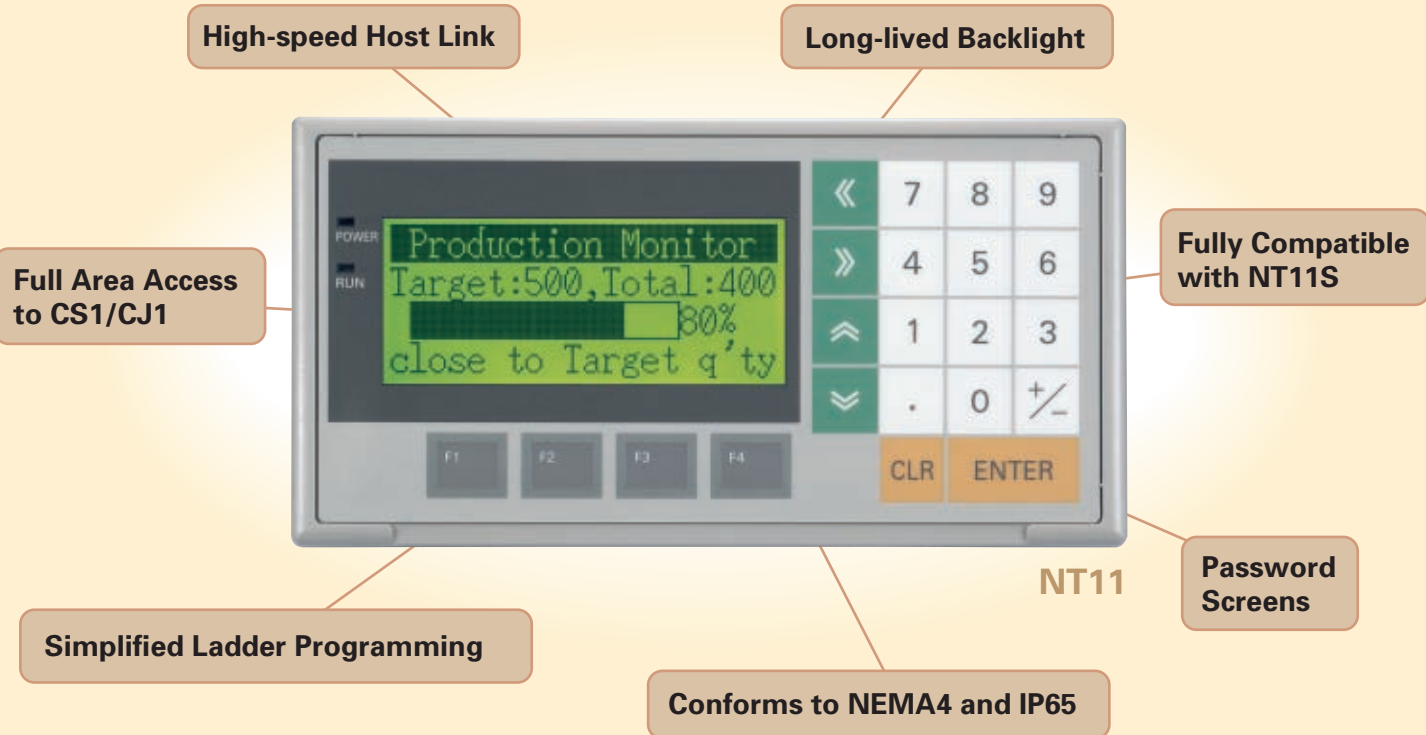 High-speed Host Link
Long-lived Backlight
Full Area Access
to CS1/CJ1
Fully Compatible
with NT11S
POWER
RUN
Production Monitor
Target:500,Total:400
80%
close to Target q'ty
« 7 8 9
» 4 5 6
1 2 3
. 0 +/−
F1 F2 F3 F4
CLR ENTER
NT11
Password
Screens
Simplified Ladder Programming
Conforms to NEMA4 and IP65